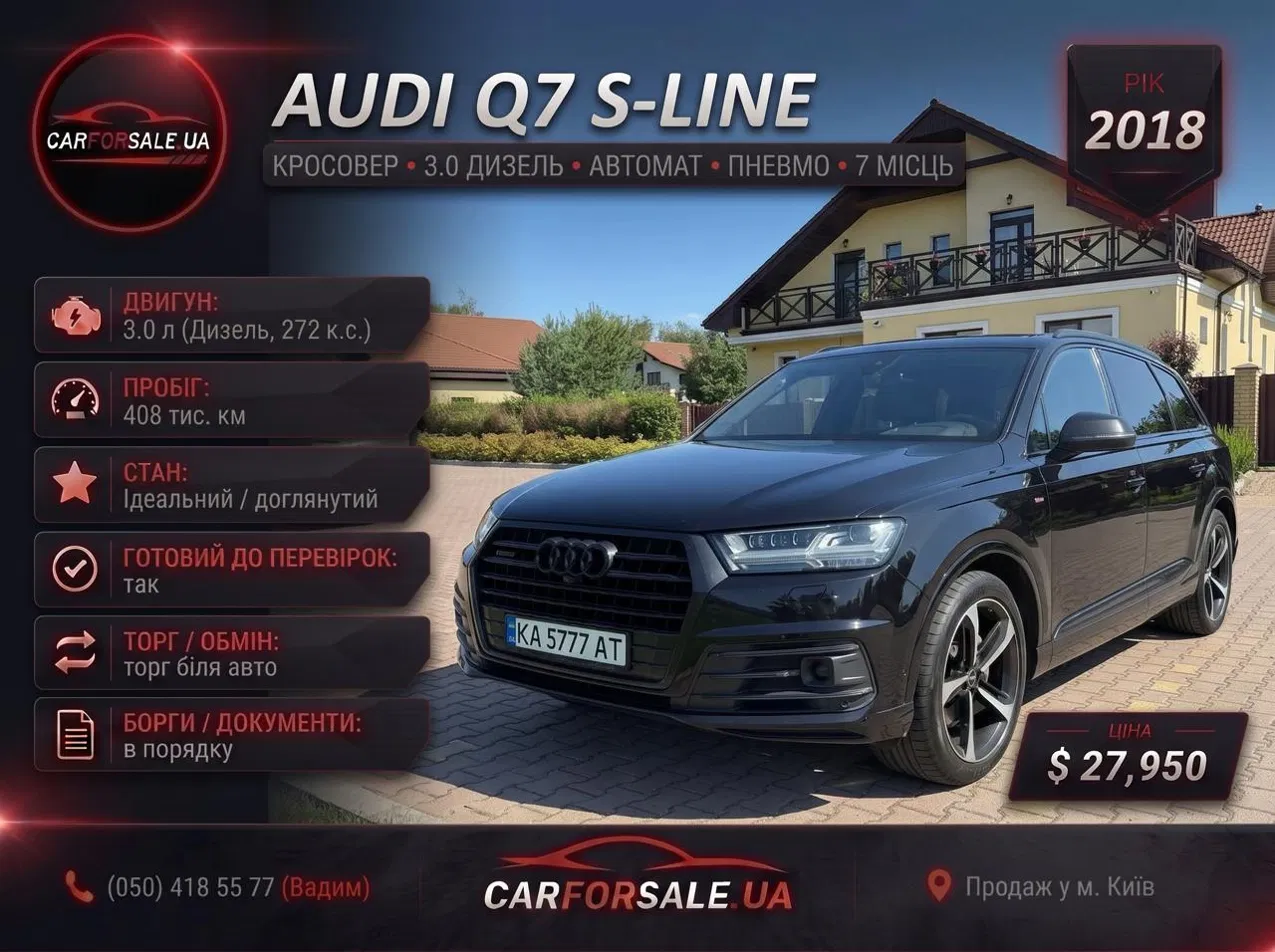 CARFORSALE.UA
AUDI Q7 S-LINE
КРОСОВЕР • 3.0 ДИЗЕЛЬ • АВТОМАТ • ПНЕВМО • 7 МІСЦЬ
РІК
2018
ДВИГУН:
3.0 л (Дизель, 272 к.с.)
ПРОБІГ:
408 тис. км
СТАН:
Ідеальний / доглянутий
ГОТОВИЙ ДО ПЕРЕВІРОК:
так
ТОРГ / ОБМІН:
торг біля авто
БОРГИ / ДОКУМЕНТИ:
в порядку
KA 5777 AT
ЦІНА
$ 27,950
(050) 418 55 77 (Вадим)
CARFORSALE.UA
Продаж у м. Київ